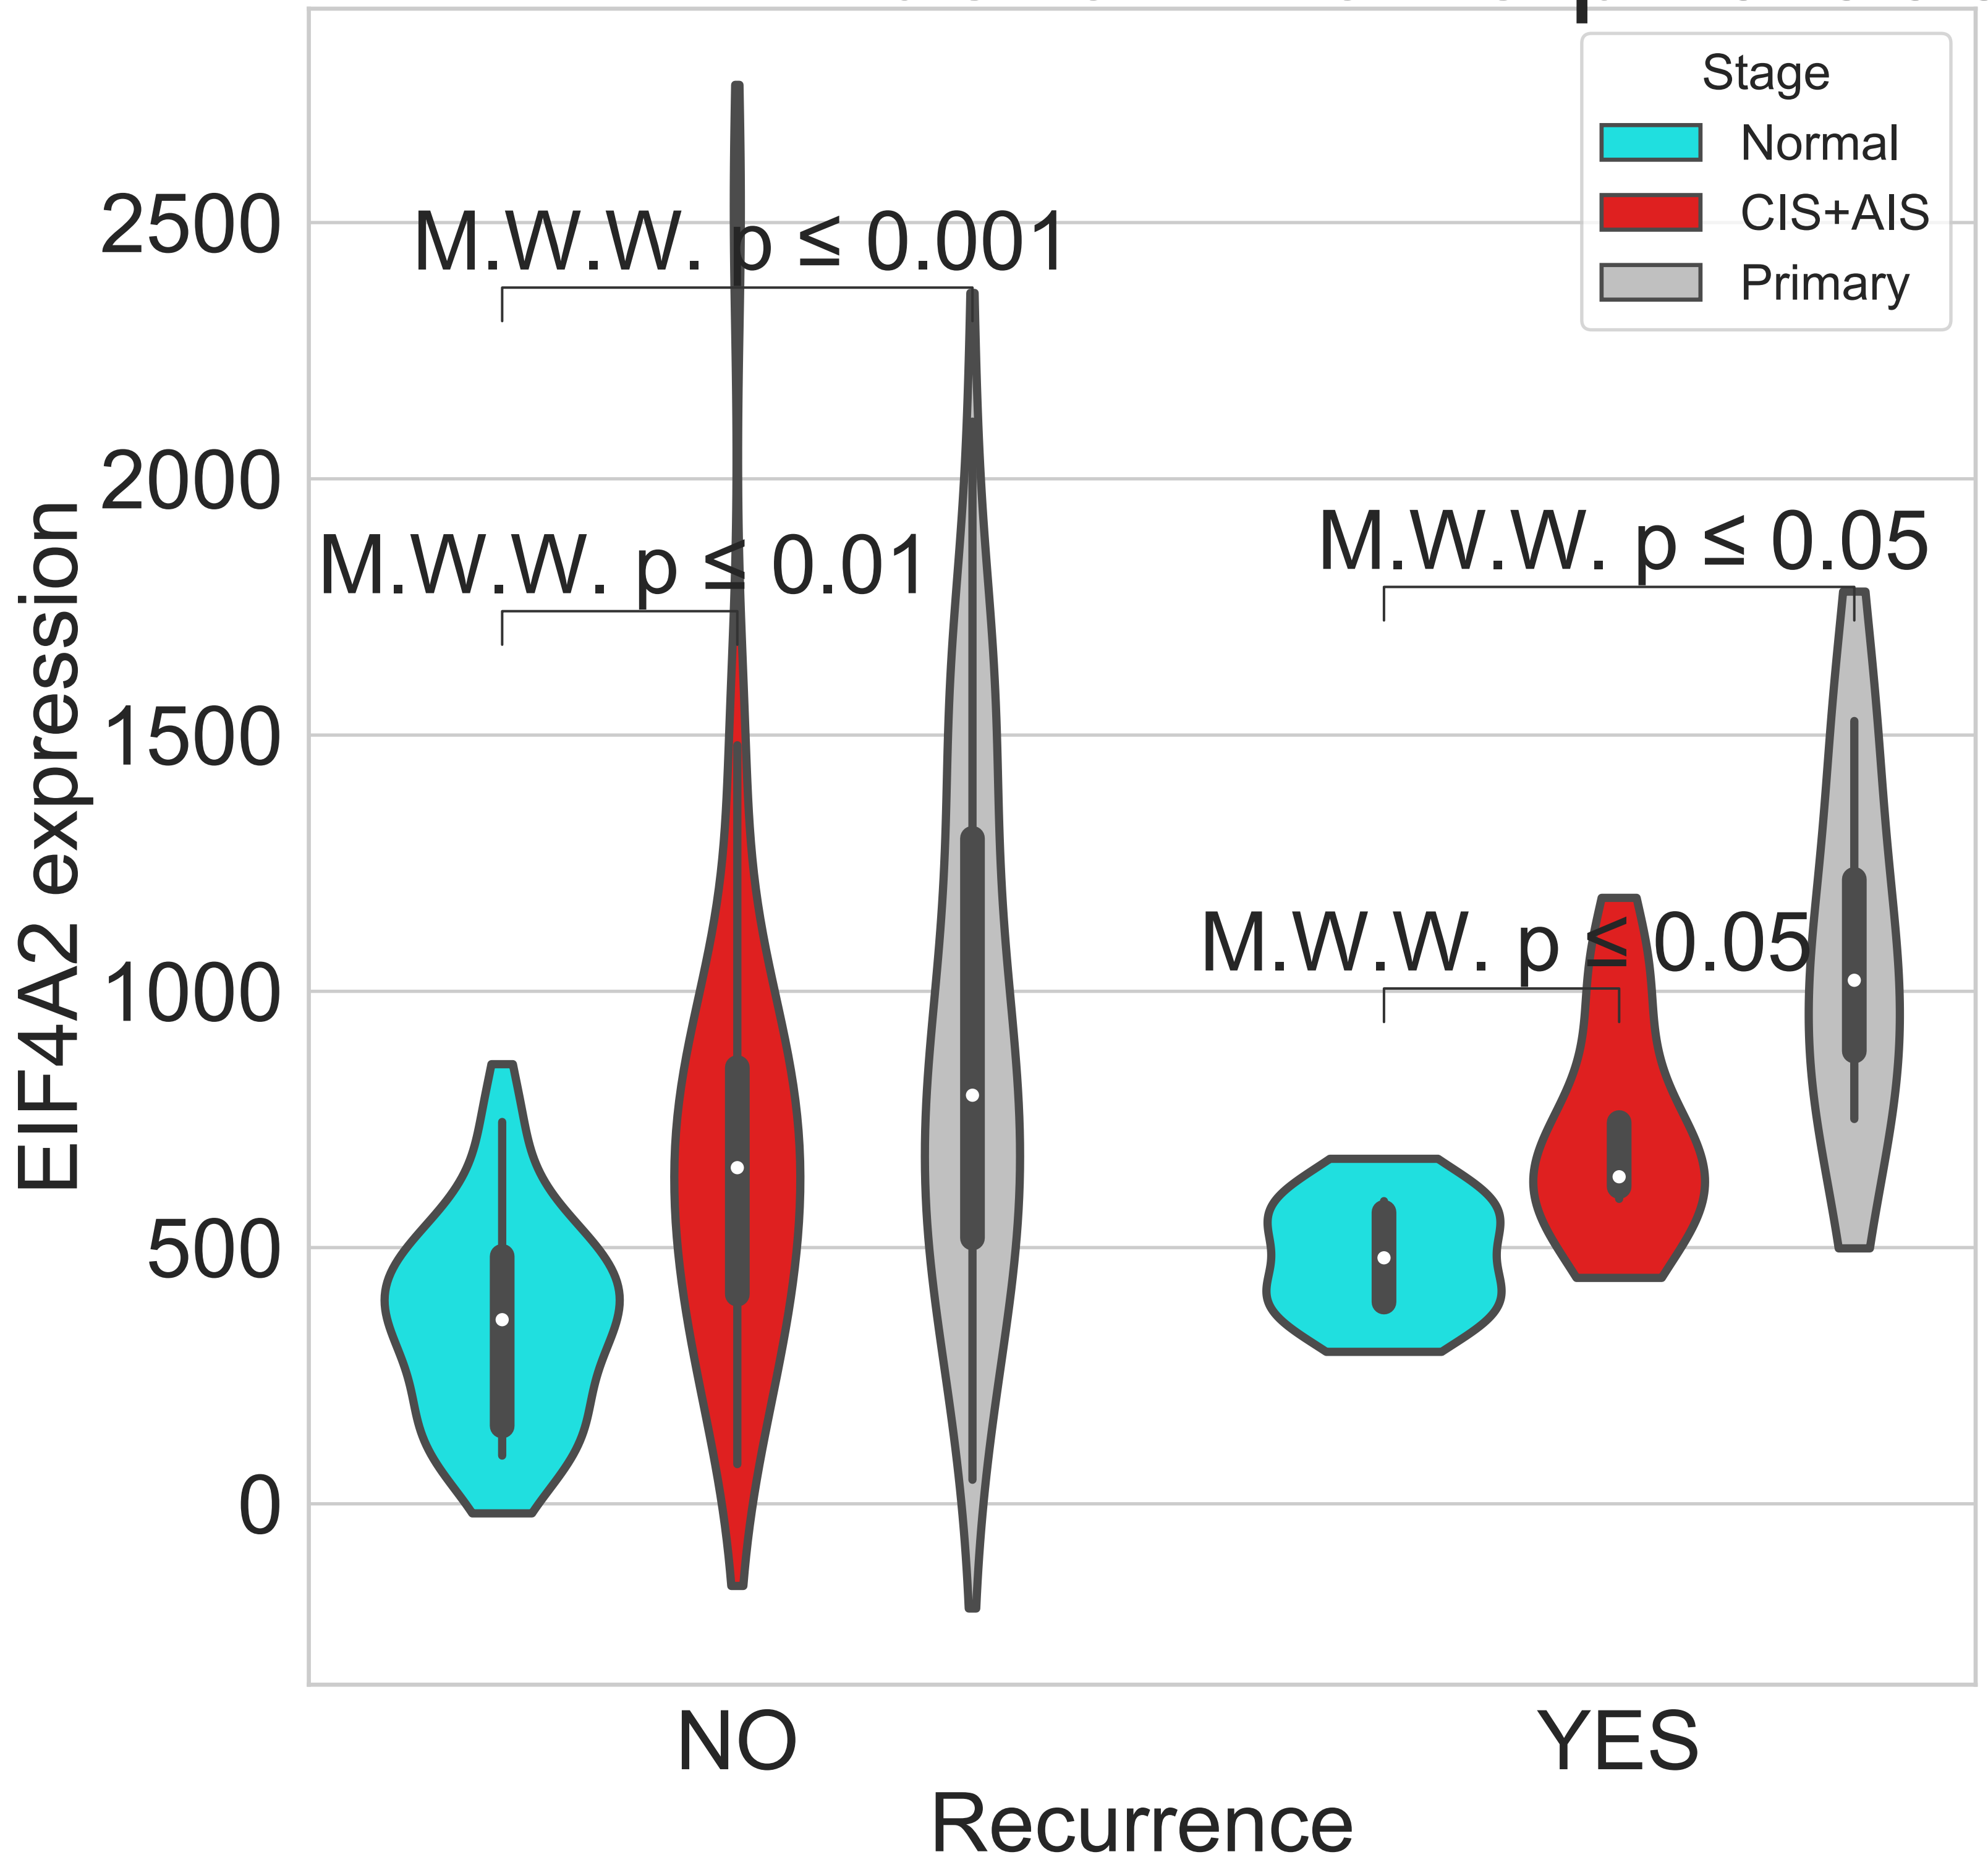 Stage
Normal
CIS+AIS
Primary
2500
2000
1500
1000
500
0
EIF4A2 expression
M.W.W. p ≤ 0.001
M.W.W. p ≤ 0.01
M.W.W. p ≤ 0.05
M.W.W. p ≤ 0.05
NO
YES
Recurrence